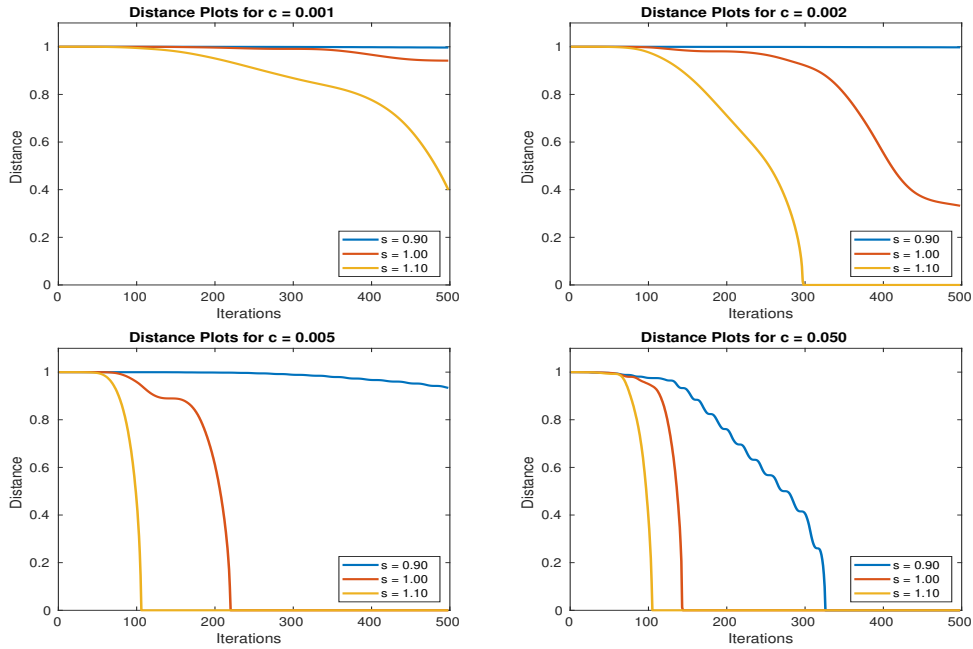 Distance Plots for c = 0.001
Distance
1
0.8
0.6
0.4
0.2
0
0 100 200 300 400 500
Iterations
s = 0.90
s = 1.00
s = 1.10
Distance Plots for c = 0.002
Distance
1
0.8
0.6
0.4
0.2
0
0 100 200 300 400 500
Iterations
s = 0.90
s = 1.00
s = 1.10
Distance Plots for c = 0.005
Distance
1
0.8
0.6
0.4
0.2
0
0 100 200 300 400 500
Iterations
s = 0.90
s = 1.00
s = 1.10
Distance Plots for c = 0.050
Distance
1
0.8
0.6
0.4
0.2
0
0 100 200 300 400 500
Iterations
s = 0.90
s = 1.00
s = 1.10